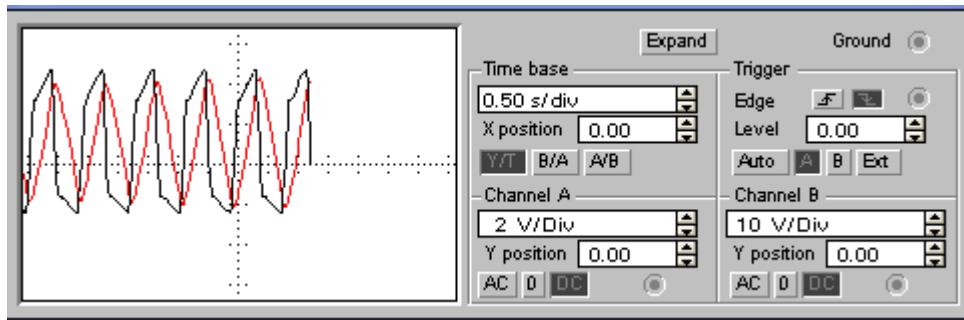 Expand Ground
Time base Trigger
0.50 s/div Edge
X position 0.00 Level 0.00
Y/T B/A A/B Auto A B Ext
Channel A Channel B
2 V/Div 10 V/Div
Y position 0.00 Y position 0.00
AC 0 DC AC 0 DC